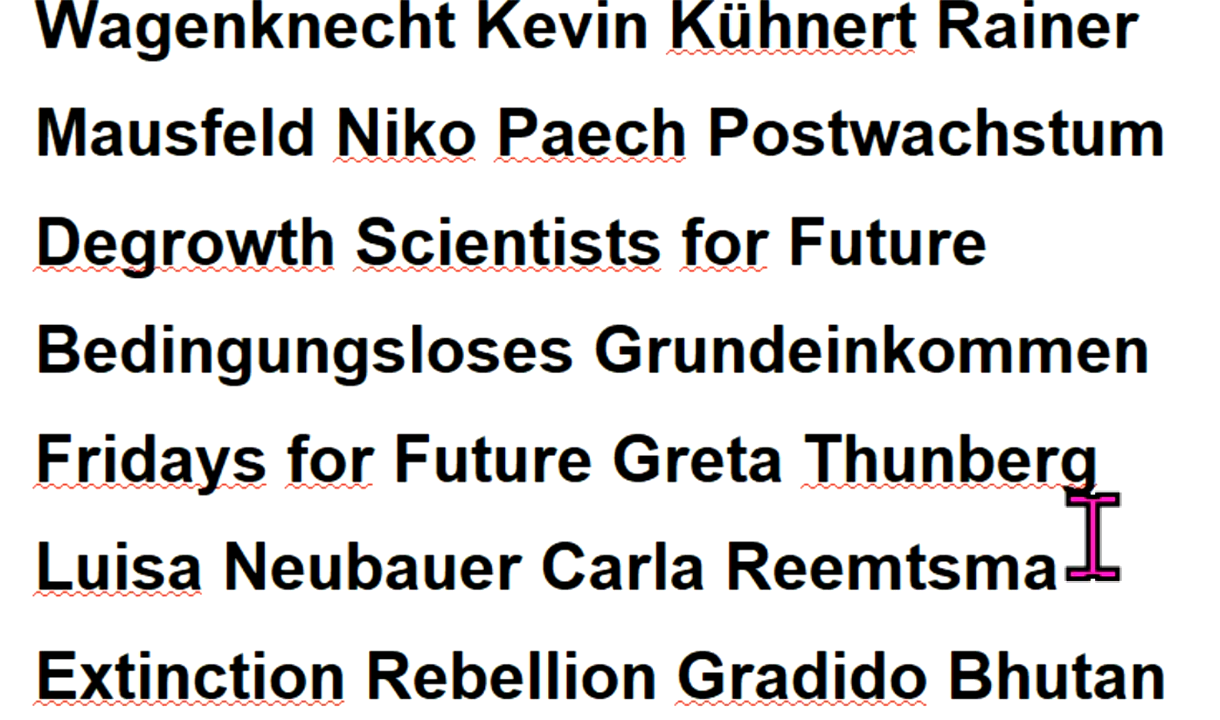 Wagenknecht Kevin Kühnert Rainer
Mausfeld Niko Paech Postwachstum
Degrowth Scientists for Future
Bedingungsloses Grundeinkommen
Fridays for Future Greta Thunberg
Luisa Neubauer Carla Reemtsma
Extinction Rebellion Gradido Bhutan